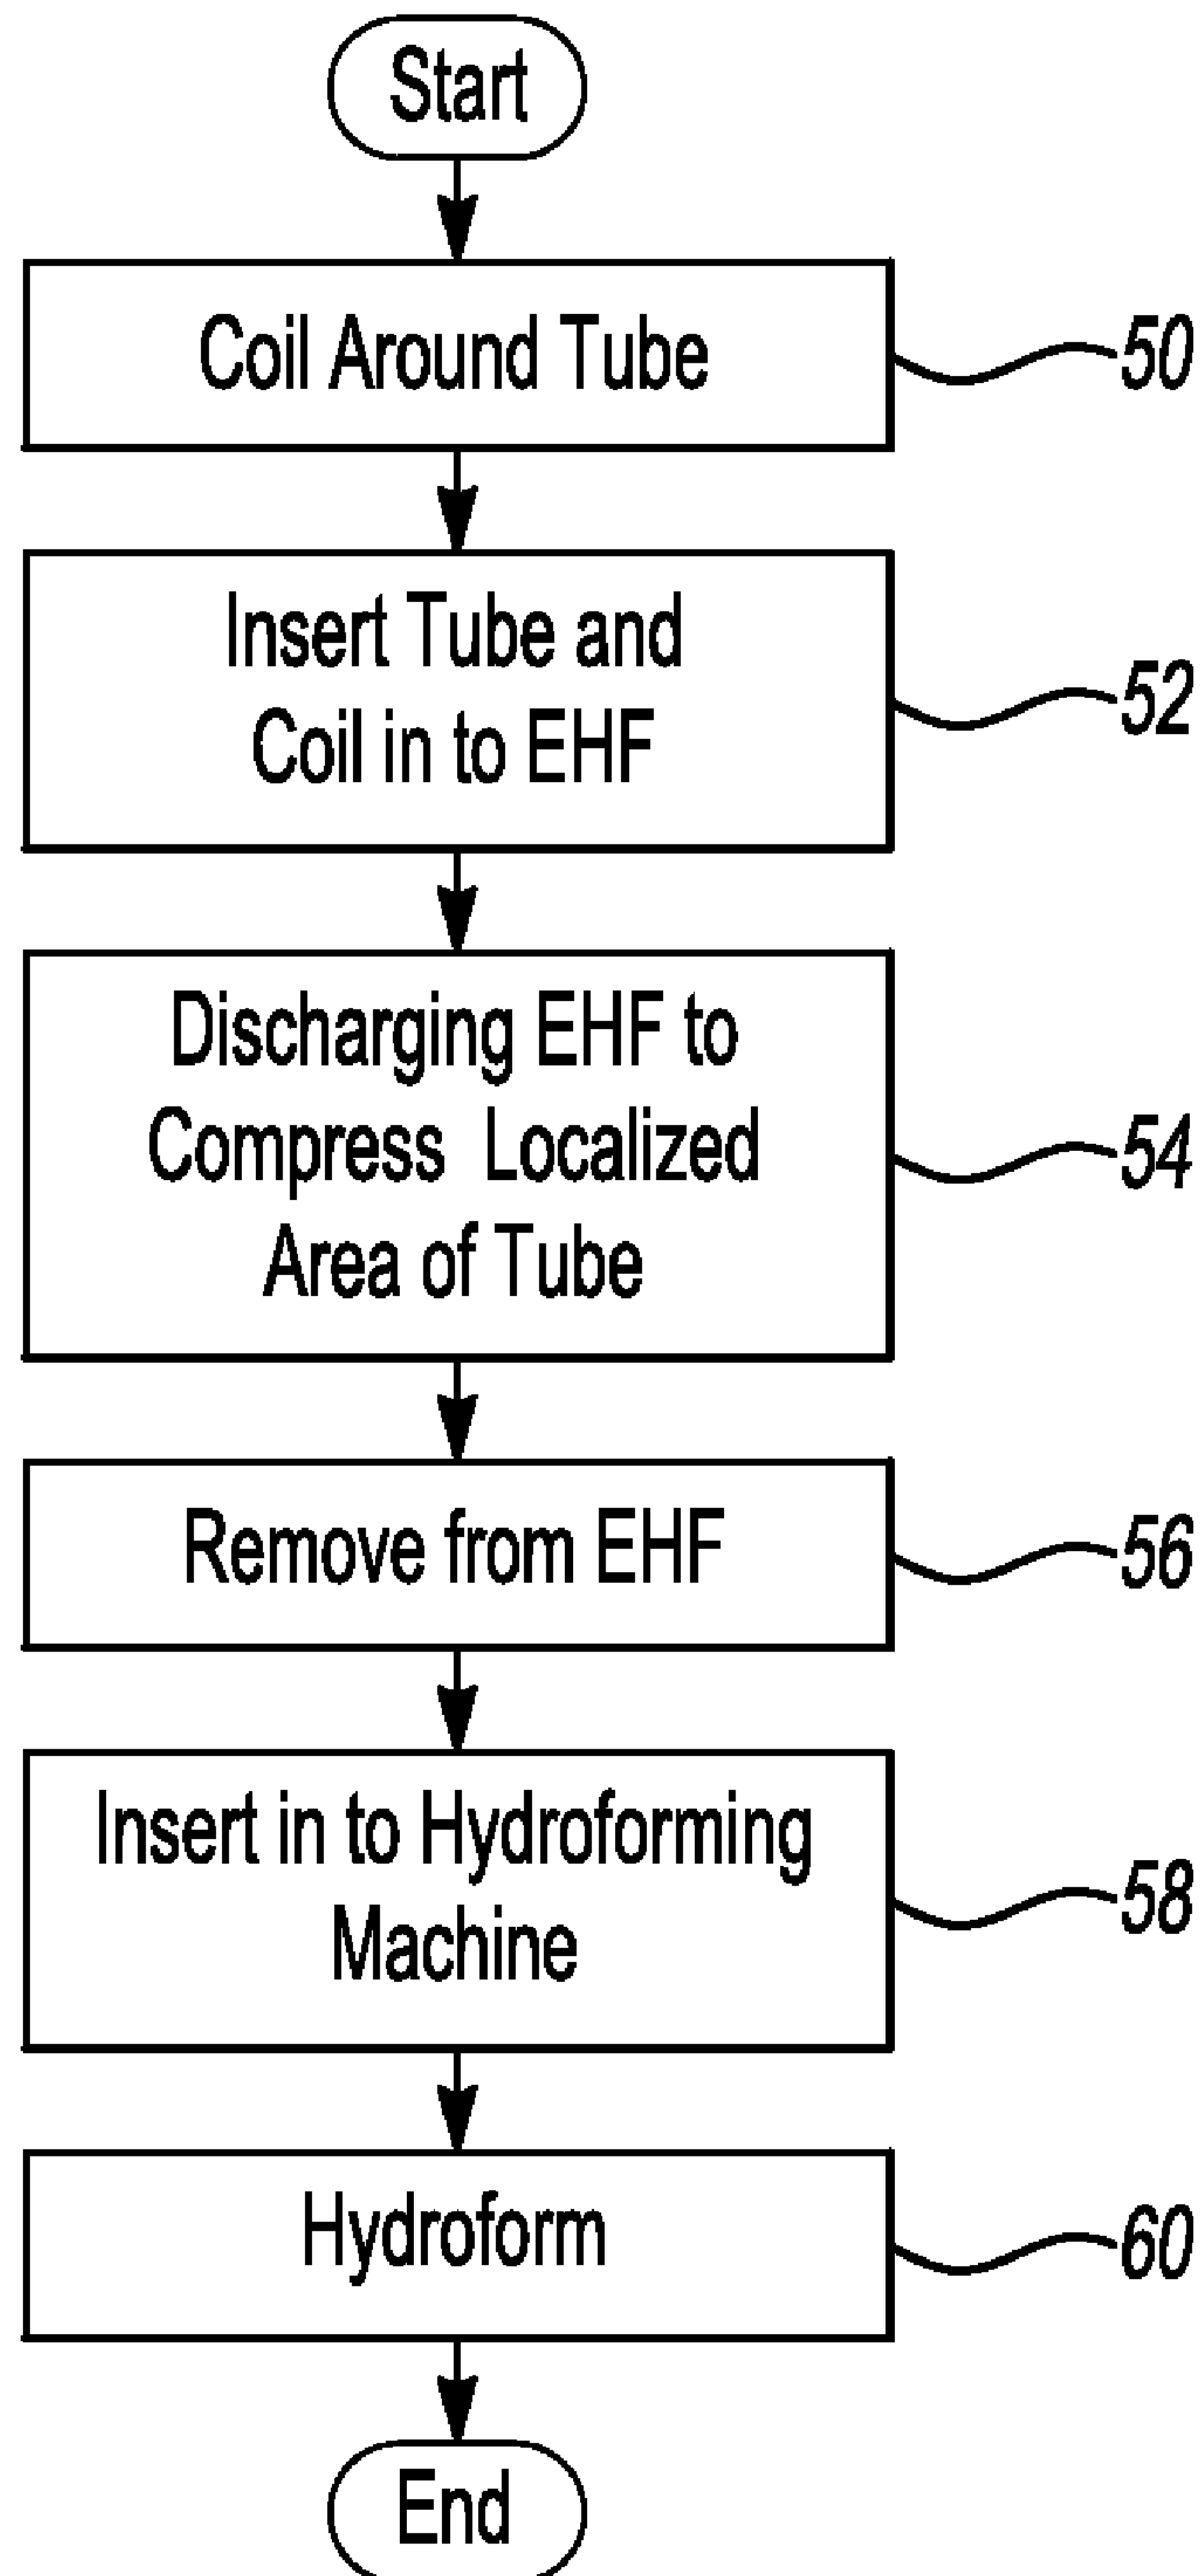 Start
Coil Around Tube
50
Insert Tube and
Coil in to EHF
52
Discharging EHF to
Compress Localized
Area of Tube
54
Remove from EHF
56
Insert in to Hydroforming
Machine
58
Hydroform
60
End